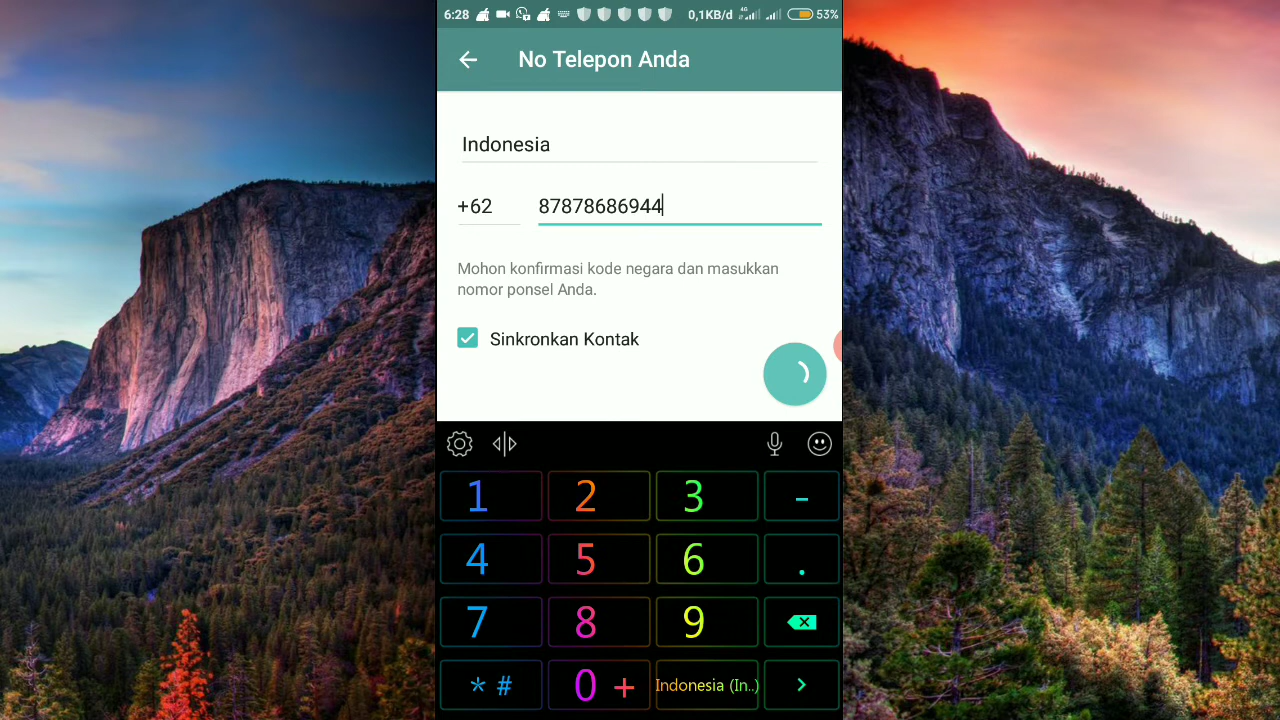 6:28 0,1KB/d 4G 53%
No Telepon Anda
Indonesia
+62 87878686944
Mohon konfirmasi kode negara dan masukkan
nomor ponsel Anda.
Sinkronkan Kontak
1 2 3 -
4 5 6 .
7 8 9
* # 0 + Indonesia (In..) >